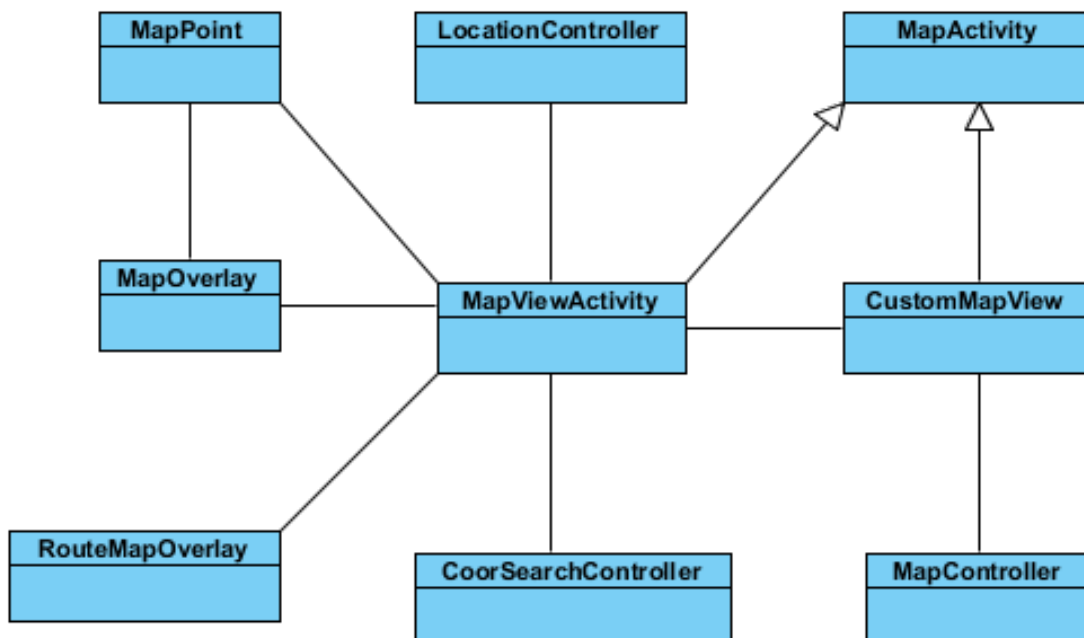 MapPoint
LocationController
MapActivity
MapOverlay
MapViewActivity
CustomMapView
RouteMapOverlay
CoorSearchController
MapController